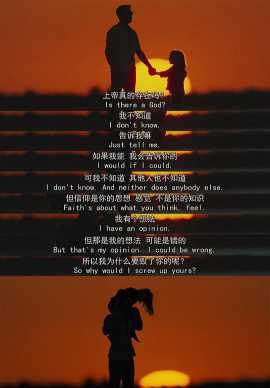 上帝真的存在吗?
Is there a God?
我不知道
I don't know.
告诉我嘛
Just tell me.
如果我能 我会告诉你的
I would if I could.
可我不知道 其他人也不知道
I don't know. And neither does anybody else.
但信仰是你的思想 感觉 不是你的知识
Faith's about what you think, feel.
我有个想法
I have an opinion.
但那是我的想法 可能是错的
But that's my opinion. I could be wrong.
所以我为什么要毁了你的呢?
So why would I screw up yours?